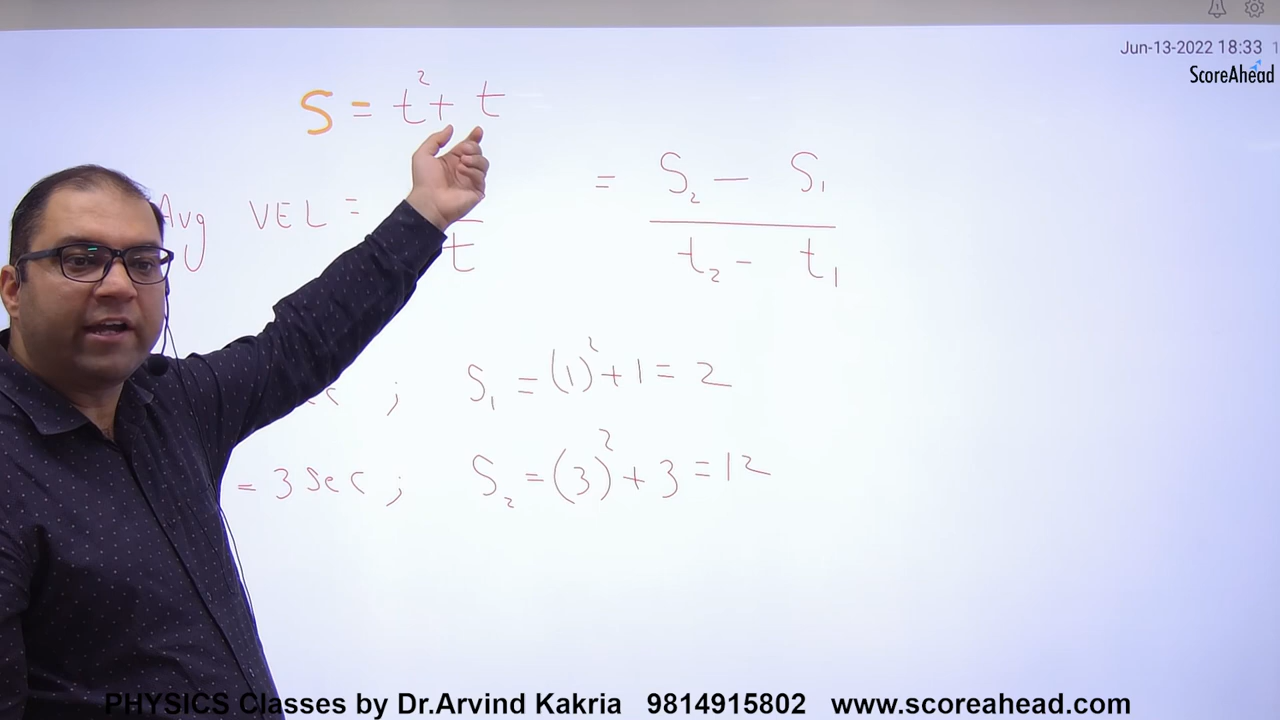 Jun-13-2022 18:33
ScoreAhead
S = t² + t
Avg VEL = t = S₂ - S₁ / t₂ - t₁
; S₁ = (1)² + 1 = 2
= 3 Sec ; S₂ = (3)² + 3 = 12
PHYSICS Classes by Dr.Arvind Kakria 9814915802 www.scoreahead.com